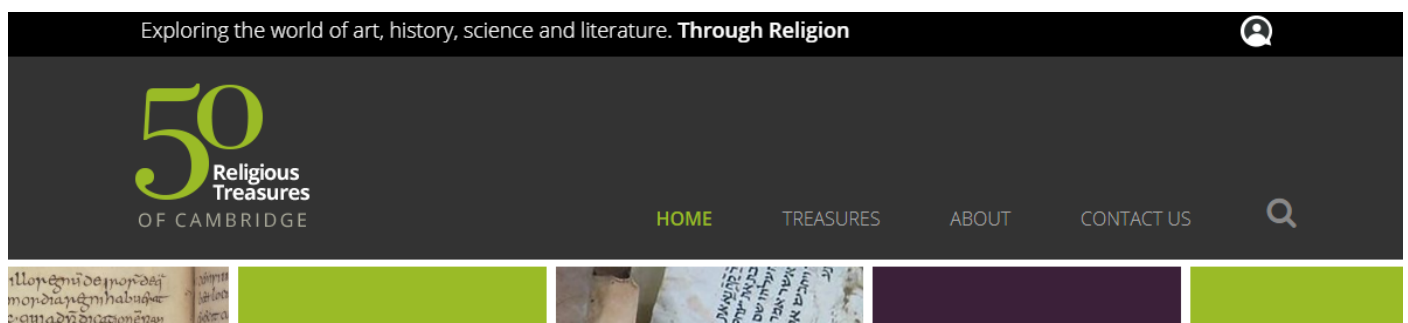 Exploring the world of art, history, science and literature. Through Religion
50
Religious
Treasures
OF CAMBRIDGE
HOME TREASURES ABOUT CONTACT US